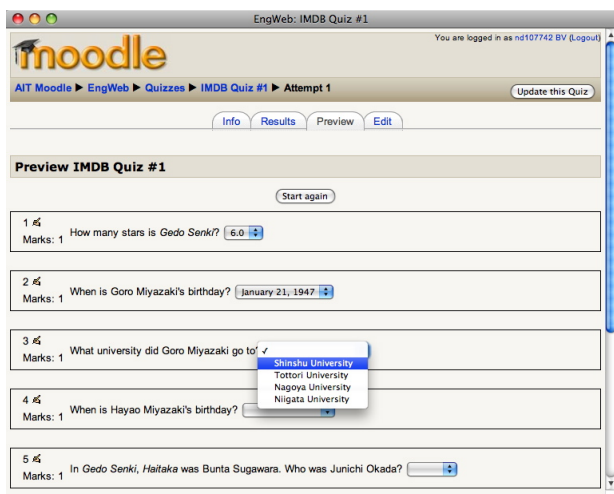 EngWeb: IMDB Quiz #1
moodle
You are logged in as nd107742 BV (Logout)
AIT Moodle ► EngWeb ► Quizzes ► IMDB Quiz #1 ► Attempt 1
Update this Quiz
Info Results Preview Edit
Preview IMDB Quiz #1
Start again
1
Marks: 1
How many stars is Gedo Senki? 6.0
2
Marks: 1
When is Goro Miyazaki's birthday? January 21, 1947
3
Marks: 1
What university did Goro Miyazaki go to?
Shinshu University
Tottori University
Nagoya University
Niigata University
4
Marks: 1
When is Hayao Miyazaki's birthday?
5
Marks: 1
In Gedo Senki, Haitaka was Bunta Sugawara. Who was Junichi Okada?